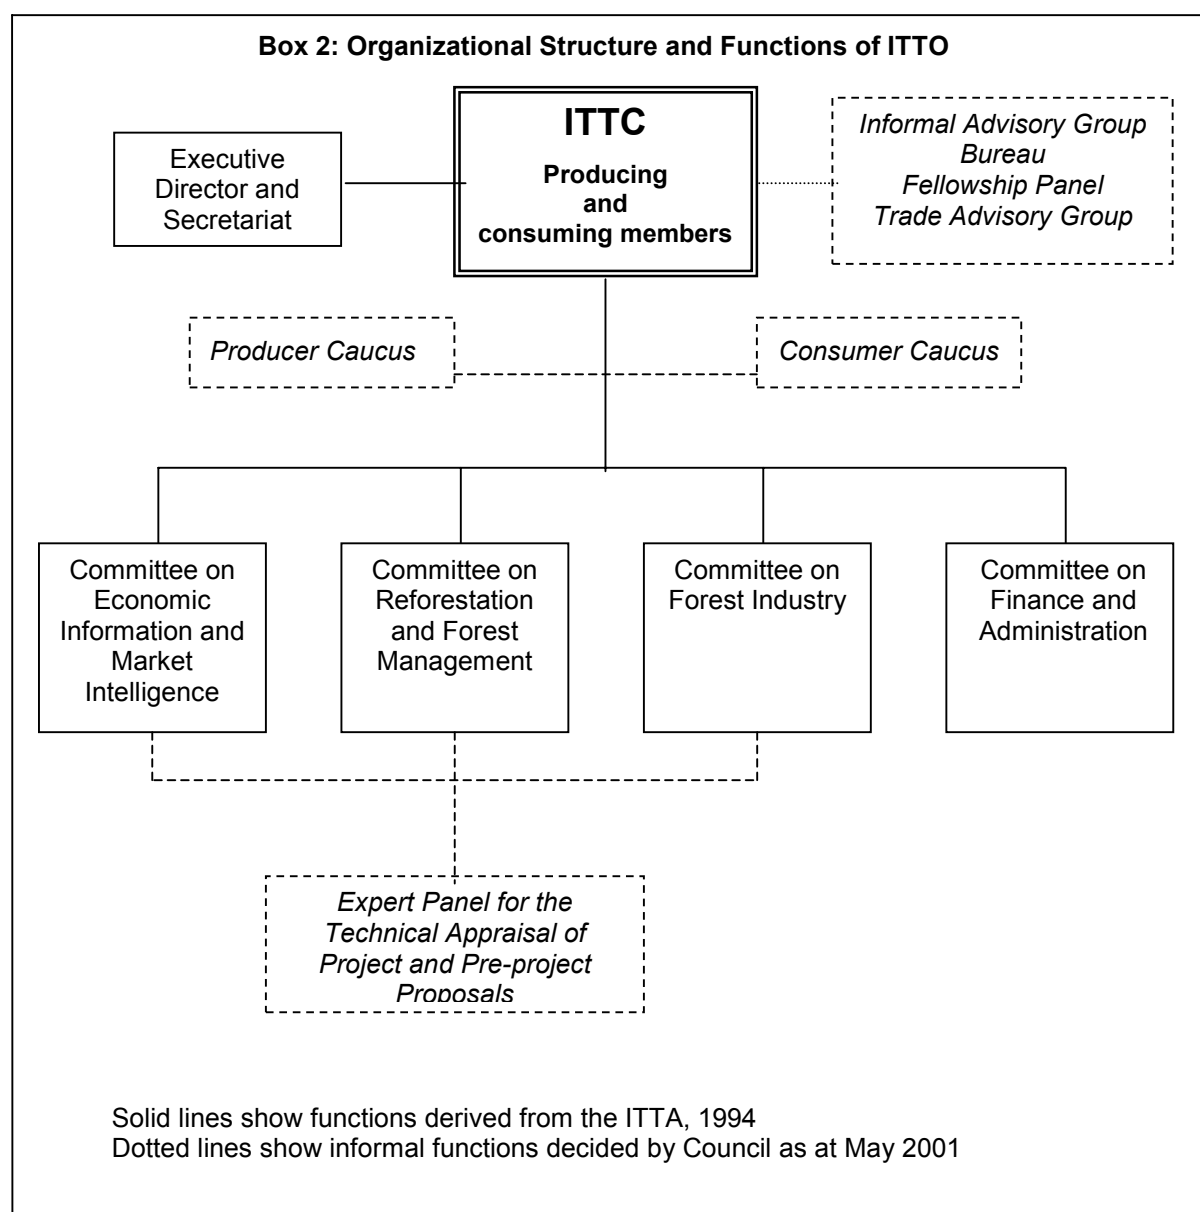 Box 2: Organizational Structure and Functions of ITTO
ITTC
Producing
and
consuming members
Executive
Director and
Secretariat
Informal Advisory Group
Bureau
Fellowship Panel
Trade Advisory Group
Producer Caucus
Consumer Caucus
Committee on
Economic
Information and
Market
Intelligence
Committee on
Reforestation
and Forest
Management
Committee on
Forest Industry
Committee on
Finance and
Administration
Expert Panel for the
Technical Appraisal of
Project and Pre-project
Proposals
Solid lines show functions derived from the ITTA, 1994
Dotted lines show informal functions decided by Council as at May 2001